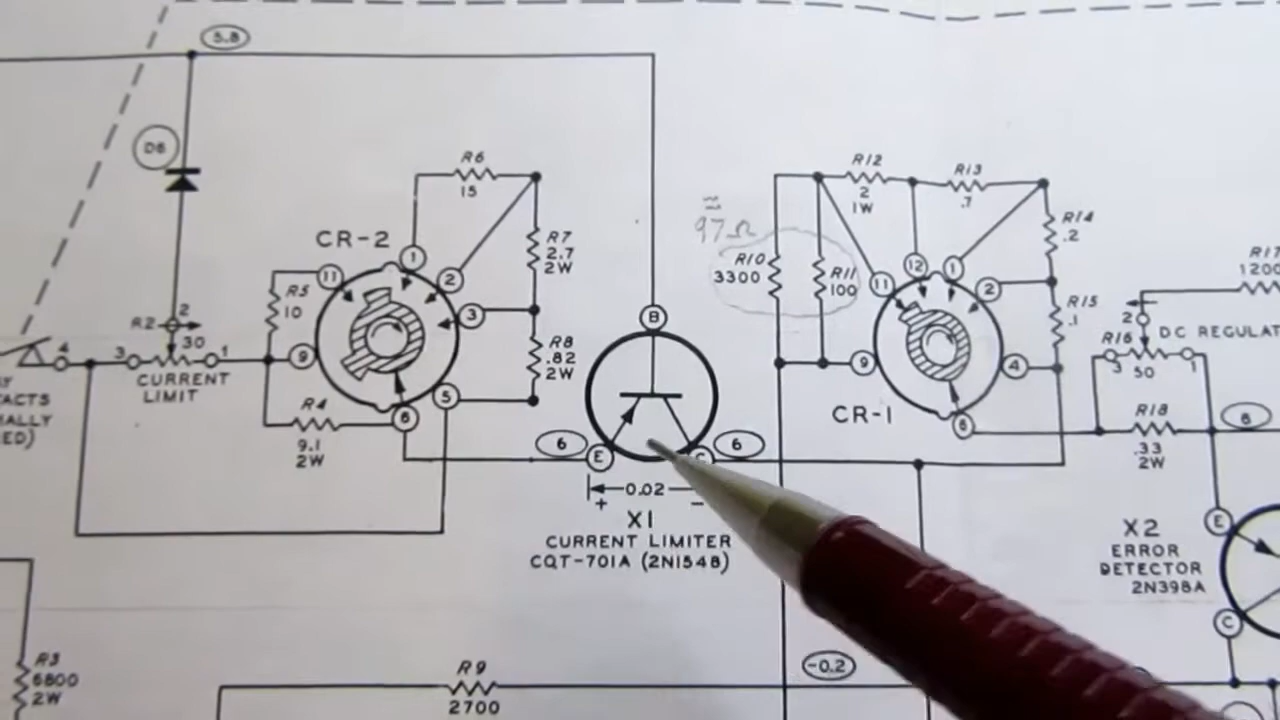 5.8
D6
R6
15
CR-2
R7
2.7
2W
R5
10
11
1
2
3
9
5
6
R2
2
30
4
3
1
CURRENT
LIMIT
R8
.82
2W
R4
9.1
2W
ACTS
ED)
B
6
E
6
C
0.02
+
−
X1
CURRENT LIMITER
CQT-701A (2N1548)
≈
97Ω
R10
3300
R11
100
R12
2
1W
R13
.7
R14
.2
R15
.1
11
12
1
2
9
4
6
CR-1
R17
1200
2
DC REGULAT
R16
3
50
1
R18
.33
2W
8
X2
ERROR
DETECTOR
2N398A
E
C
R3
6800
2W
R9
2700
-0.2